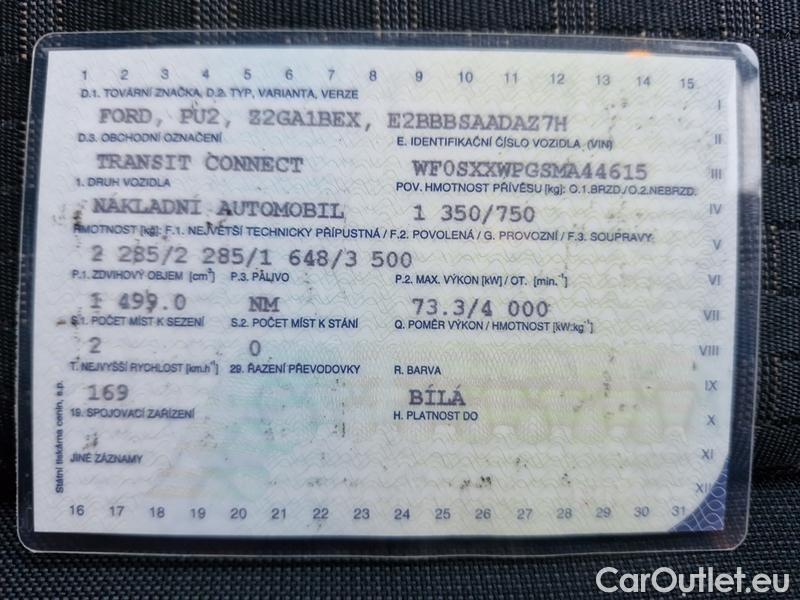 1 2 3 4 5 6 7 8 9 10 11 12 13 14 15
D.1. TOVÁRNÍ ZNAČKA, D.2. TYP, VARIANTA, VERZE
I
FORD, PU2, S2GA1BEX, E2BBBSAADAZ7H
D.3. OBCHODNÍ OZNAČENÍ E. IDENTIFIKAČNÍ ČÍSLO VOZIDLA (VIN)
II
TRANSIT CONNECT WF0SXXWPGSMA44615
III
1. DRUH VOZIDLA POV. HMOTNOST PŘÍVĚSU [kg]: O.1.BRZD./O.2.NEBRZD.
NÁKLADNÍ AUTOMOBIL 1 350/750
IV
HMOTNOST [kg]: F.1. NEJVĚTŠÍ TECHNICKY PŘÍPUSTNÁ / F.2. POVOLENÁ / G. PROVOZNÍ / F.3. SOUPRAVY:
V
2 285/2 285/1 648/3 500
P.1. ZDVIHOVÝ OBJEM [cm³] P.3. PALIVO P.2. MAX. VÝKON [kW] / OT. [min.⁻¹]
VI
1 499.0 NM 73.3/4 000
VII
S.1. POČET MÍST K SEZENÍ S.2. POČET MÍST K STÁNÍ Q. POMĚR VÝKON / HMOTNOST [kW.kg⁻¹]
2 0
VIII
T. NEJVYŠŠÍ RYCHLOST [km.h⁻¹] 29. ŘAZENÍ PŘEVODOVKY R. BARVA
169 BÍLÁ
IX
19. SPOJOVACÍ ZAŘÍZENÍ H. PLATNOST DO
X
JINÉ ZÁZNAMY
XI
XII
Státní tiskárna cenin, s.p.
16 17 18 19 20 21 22 23 24 25 26 27 28 29 30 31
CarOutlet.eu